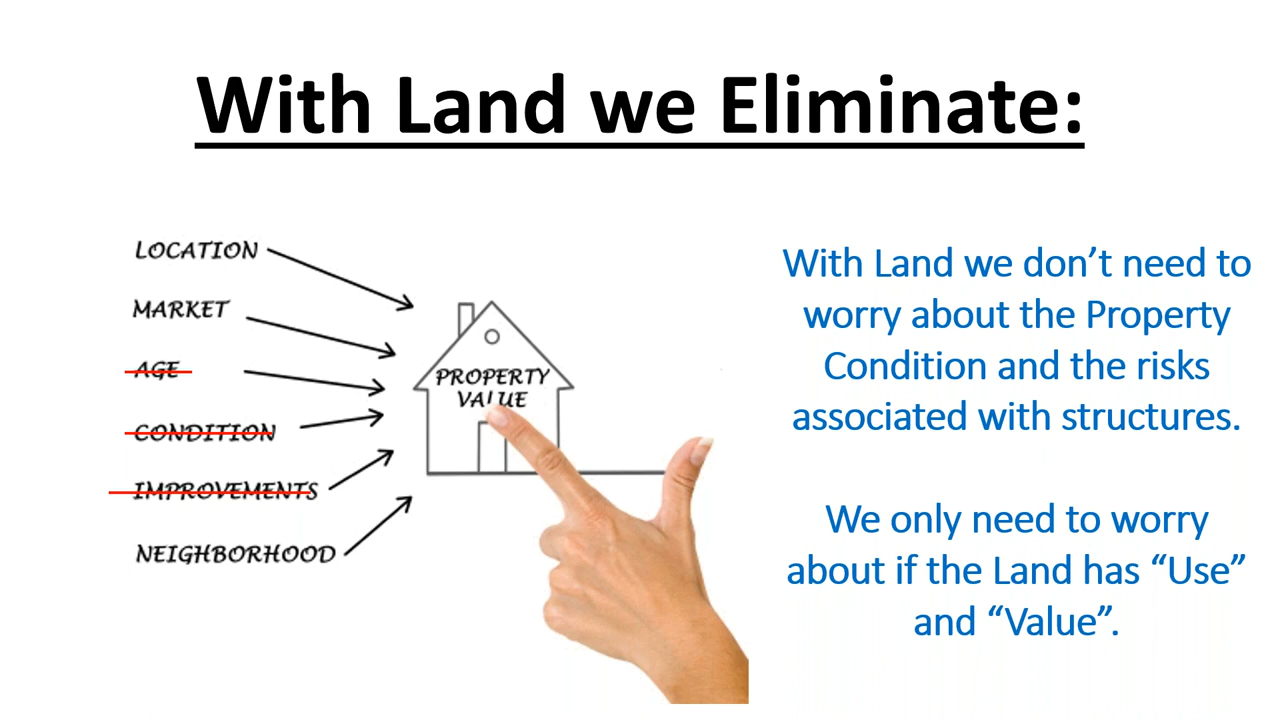 With Land we Eliminate:
LOCATION
MARKET
AGE
CONDITION
IMPROVEMENTS
NEIGHBORHOOD
PROPERTY
VALUE
With Land we don’t need to
worry about the Property
Condition and the risks
associated with structures.
We only need to worry
about if the Land has “Use”
and “Value”.